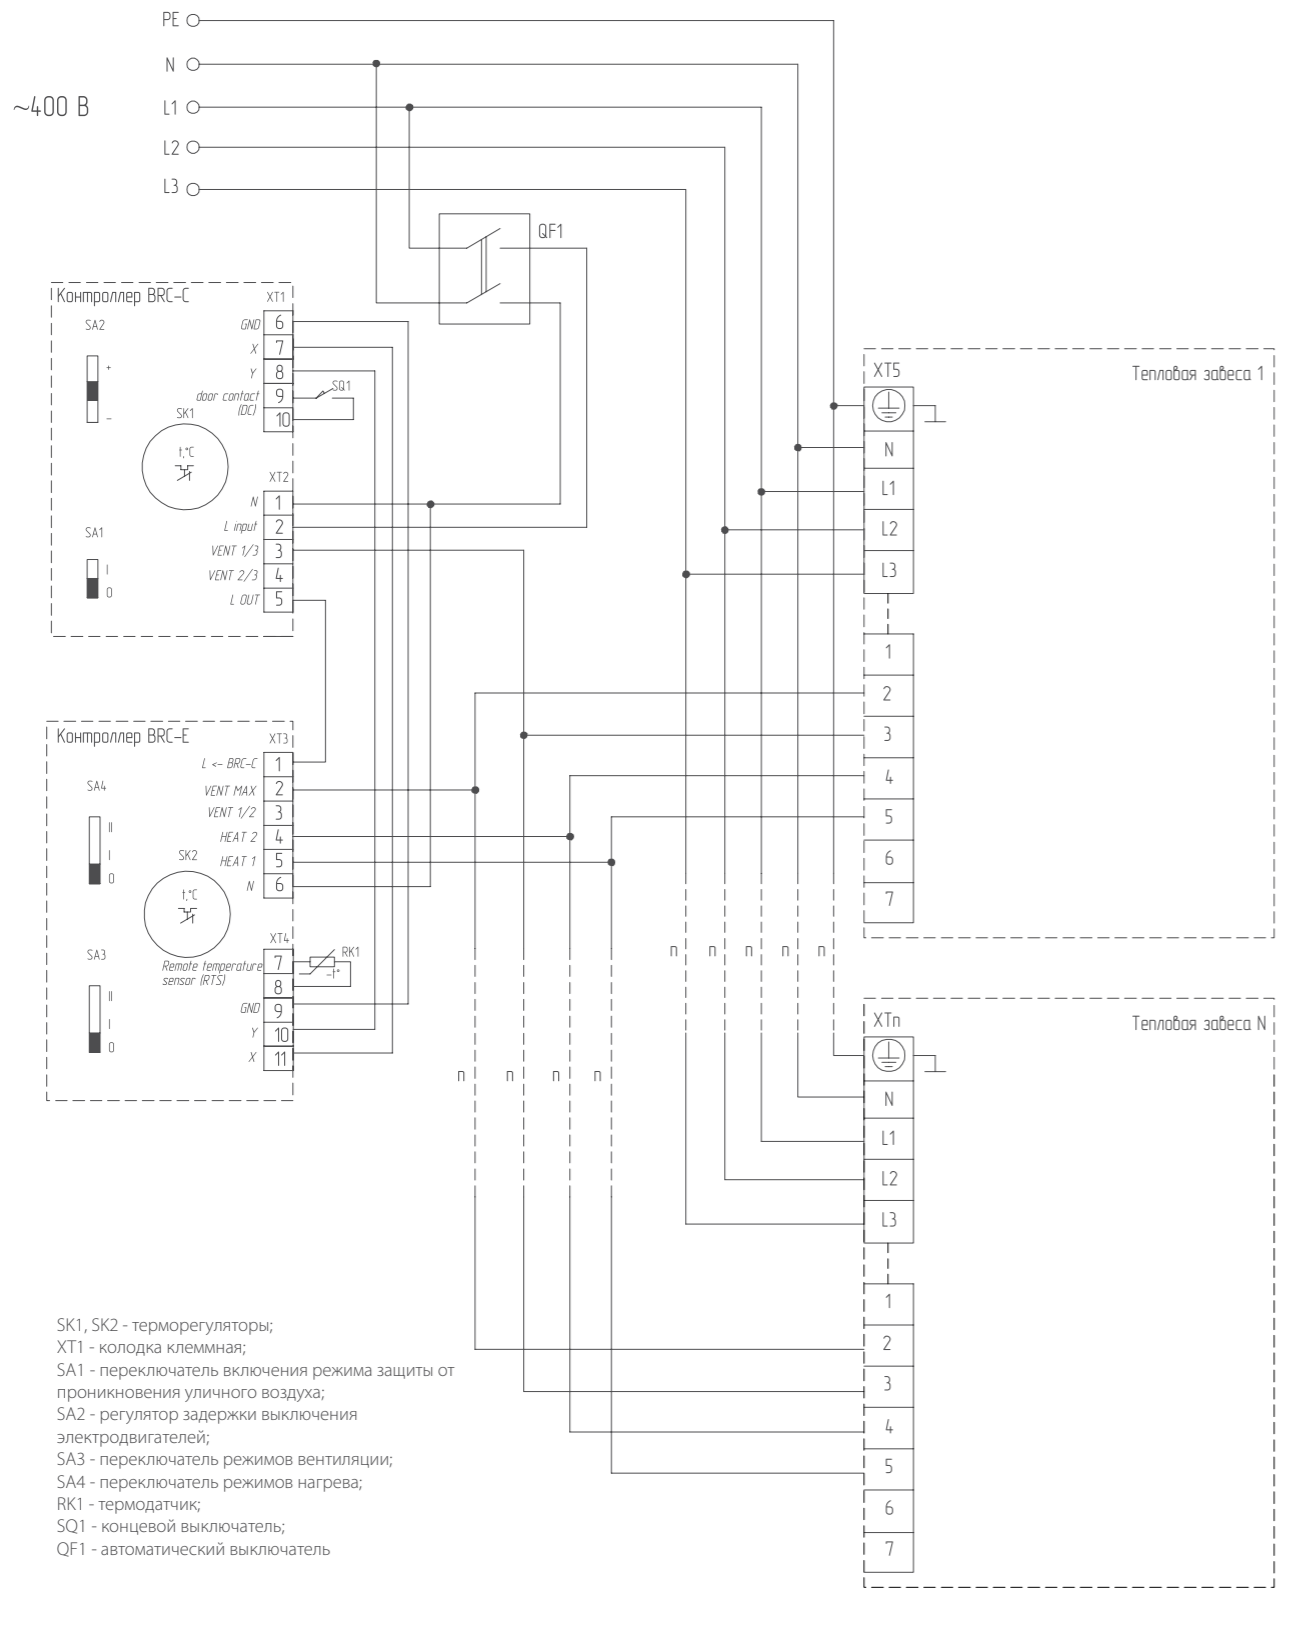 PE
N
~400 В
L1
L2
L3
QF1
Контроллер BRC-C
XT1
SA2
+
-
GND 6
X 7
Y 8
door contact (DC) 9
10
SQ1
SK1
t,°C
XT2
N 1
L input 2
VENT 1/3 3
VENT 2/3 4
L OUT 5
SA1
I
0
Контроллер BRC-E
XT3
L <- BRC-C 1
VENT MAX 2
VENT 1/2 3
HEAT 2 4
HEAT 1 5
N 6
SA4
II
I
0
SK2
t,°C
XT4
Remote temperature
sensor (RTS)
7
8
RK1
-t°
GND 9
Y 10
X 11
SA3
II
I
0
n n n n
n n n n n
XT5
Тепловая завеса 1
N
L1
L2
L3
1
2
3
4
5
6
7
XTn
Тепловая завеса N
N
L1
L2
L3
1
2
3
4
5
6
7
SK1, SK2 - терморегуляторы;
XT1 - колодка клеммная;
SA1 - переключатель включения режима защиты от
проникновения уличного воздуха;
SA2 - регулятор задержки выключения
электродвигателей;
SA3 - переключатель режимов вентиляции;
SA4 - переключатель режимов нагрева;
RK1 - термодатчик;
SQ1 - концевой выключатель;
QF1 - автоматический выключатель